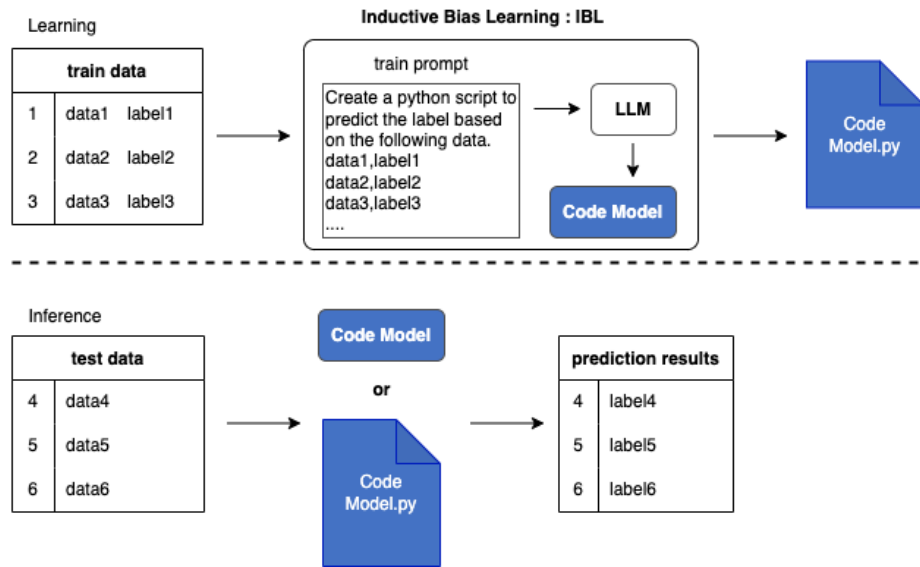 Inductive Bias Learning : IBL
Learning
train data
1 data1 label1
2 data2 label2
3 data3 label3
train prompt
Create a python script to
predict the label based
on the following data.
data1,label1
data2,label2
data3,label3
....
LLM
Code Model
Code
Model.py
Inference
test data
4 data4
5 data5
6 data6
Code Model
or
Code
Model.py
prediction results
4 label4
5 label5
6 label6